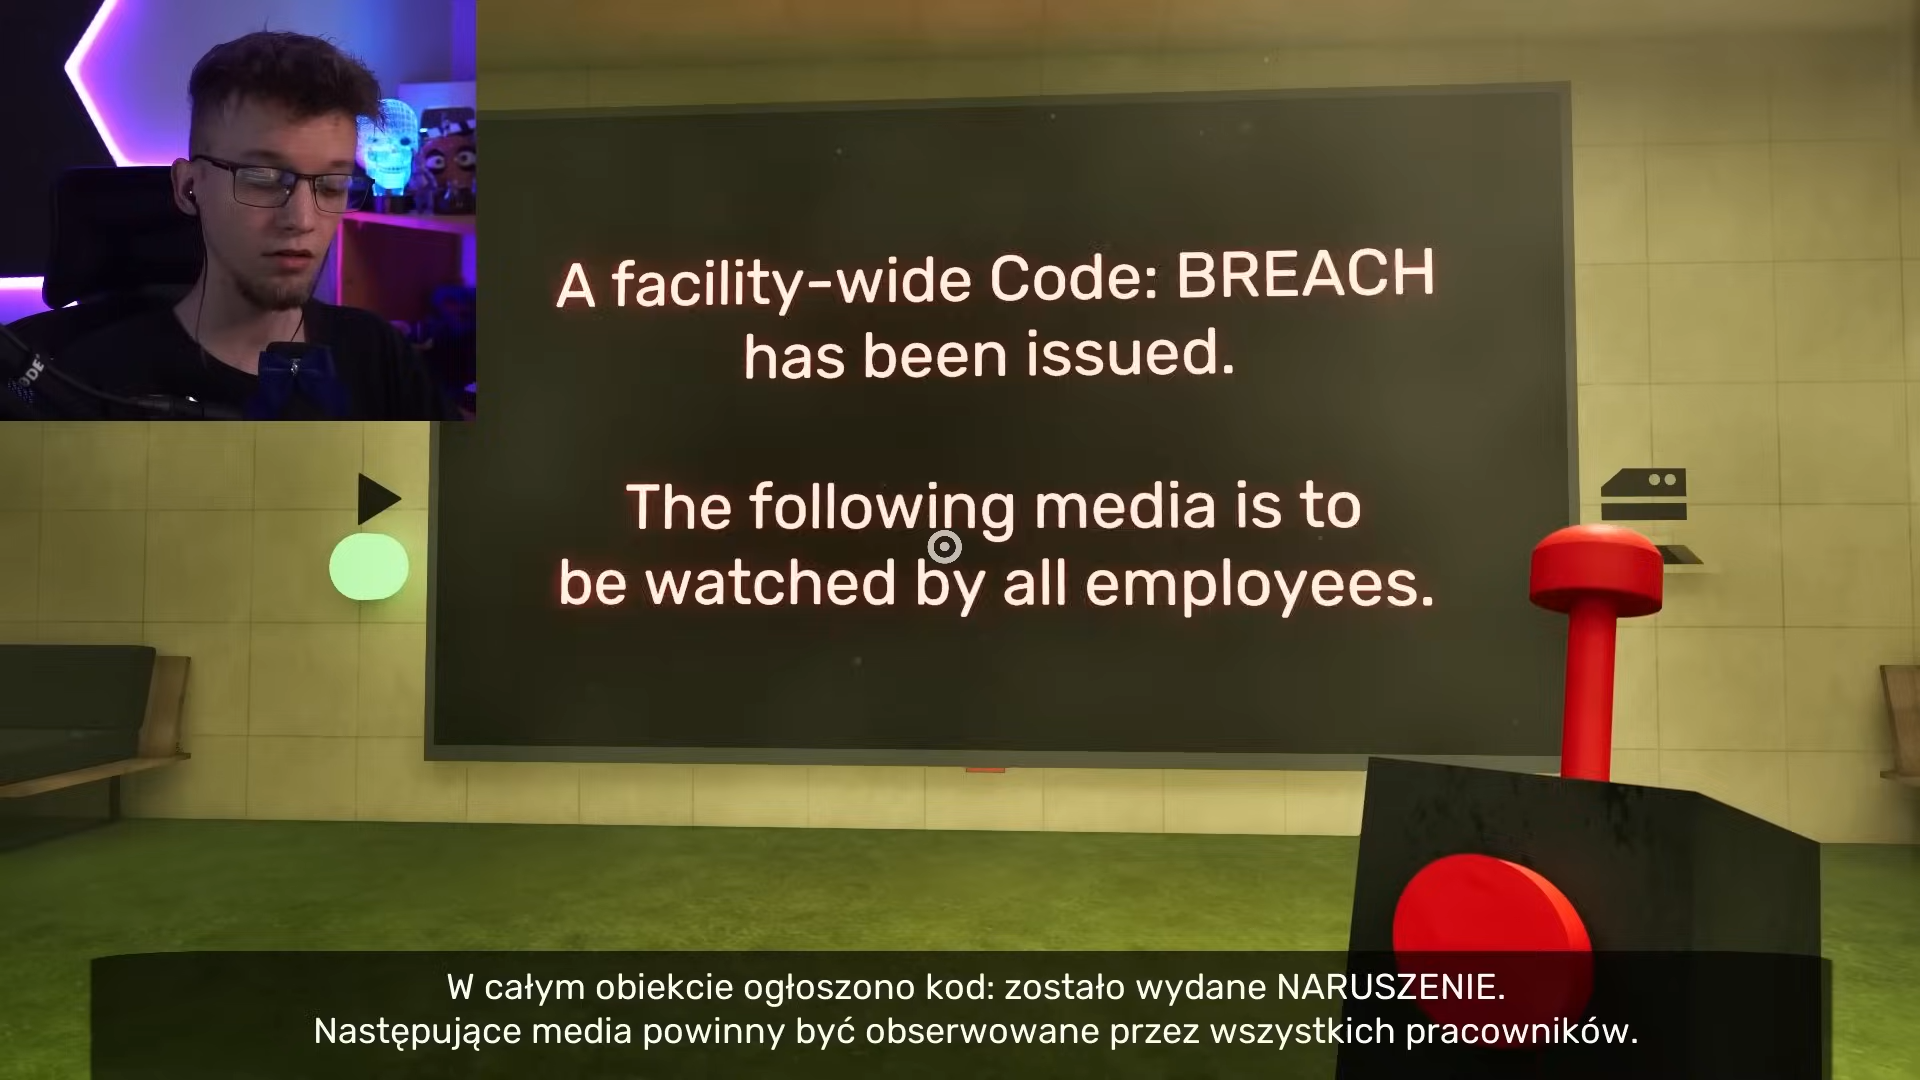 A facility-wide Code: BREACH
has been issued.
The following media is to
be watched by all employees.
W całym obiekcie ogłoszono kod: zostało wydane NARUSZENIE.
Następujące media powinny być obserwowane przez wszystkich pracowników.